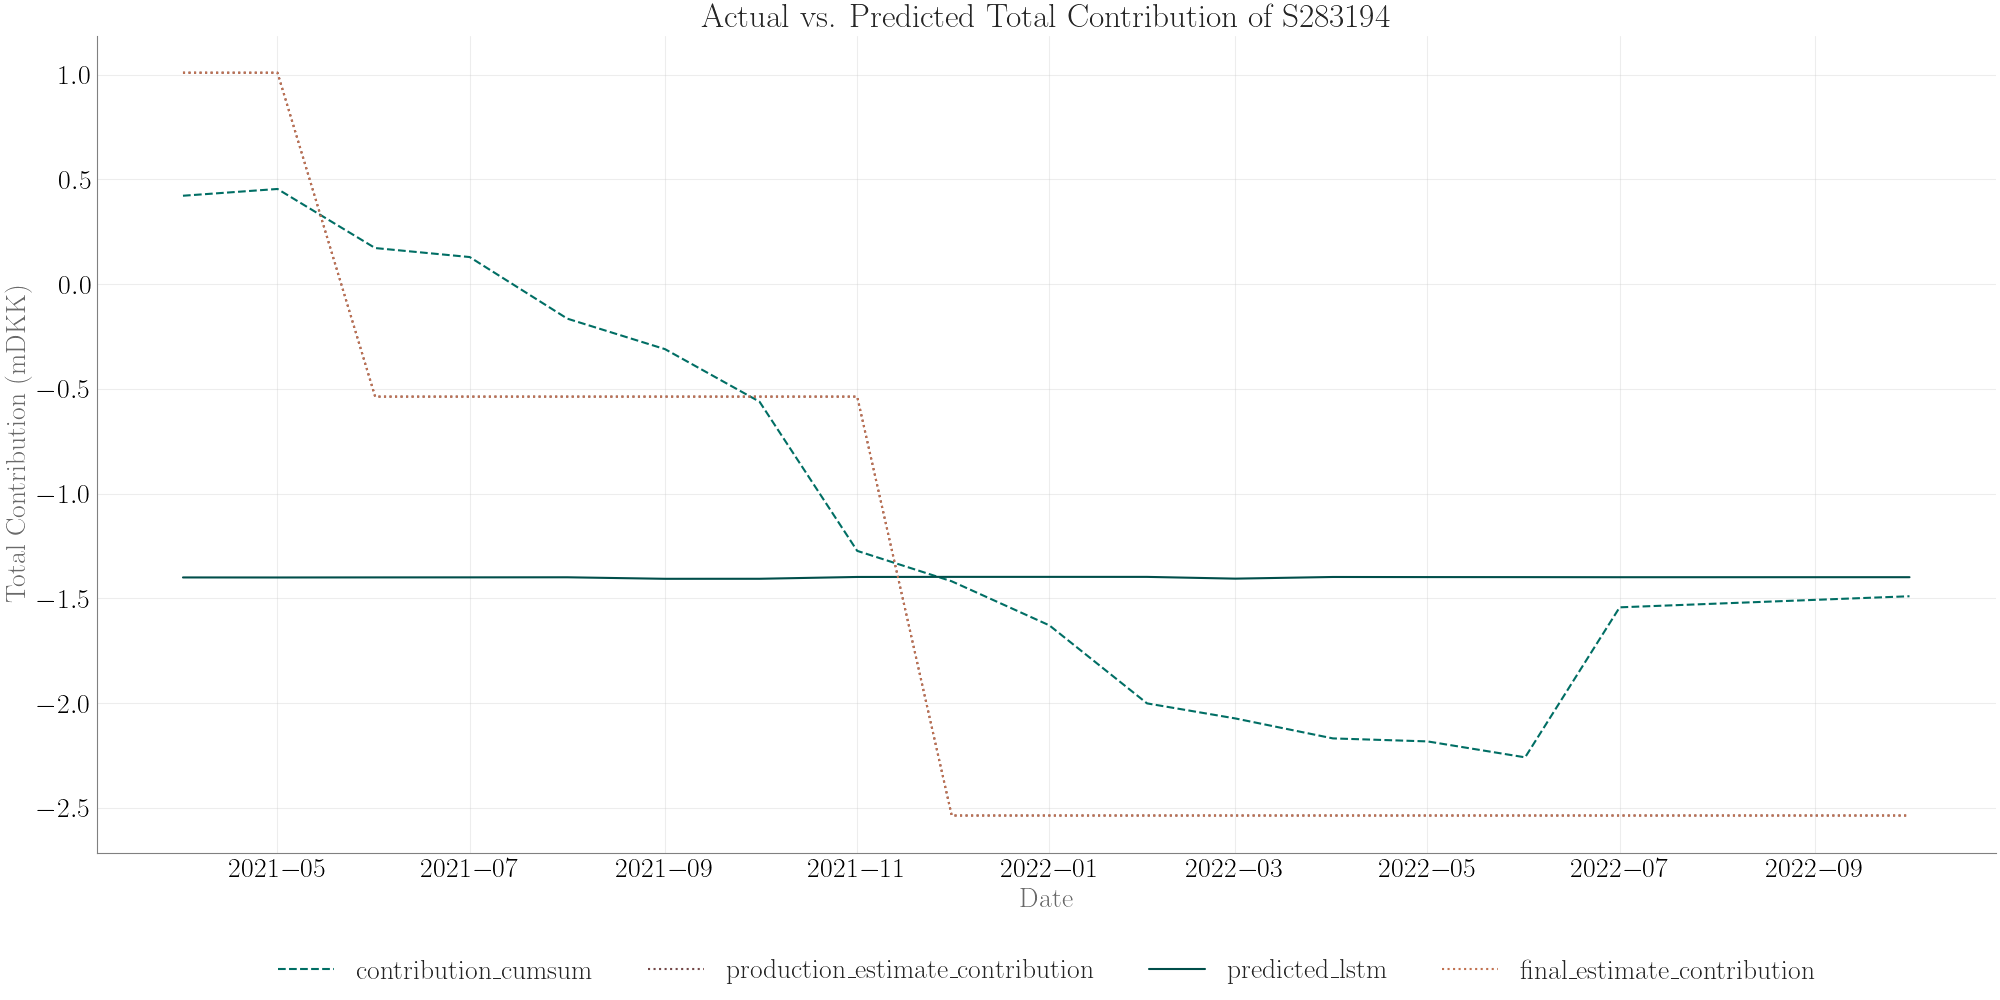 Actual vs. Predicted Total Contribution of S283194
1.0
0.5
0.0
−0.5
−1.0
−1.5
−2.0
−2.5
Total Contribution (mDKK)
2021−05 2021−07 2021−09 2021−11 2022−01 2022−03 2022−05 2022−07 2022−09
Date
contribution_cumsum production_estimate_contribution predicted_lstm final_estimate_contribution